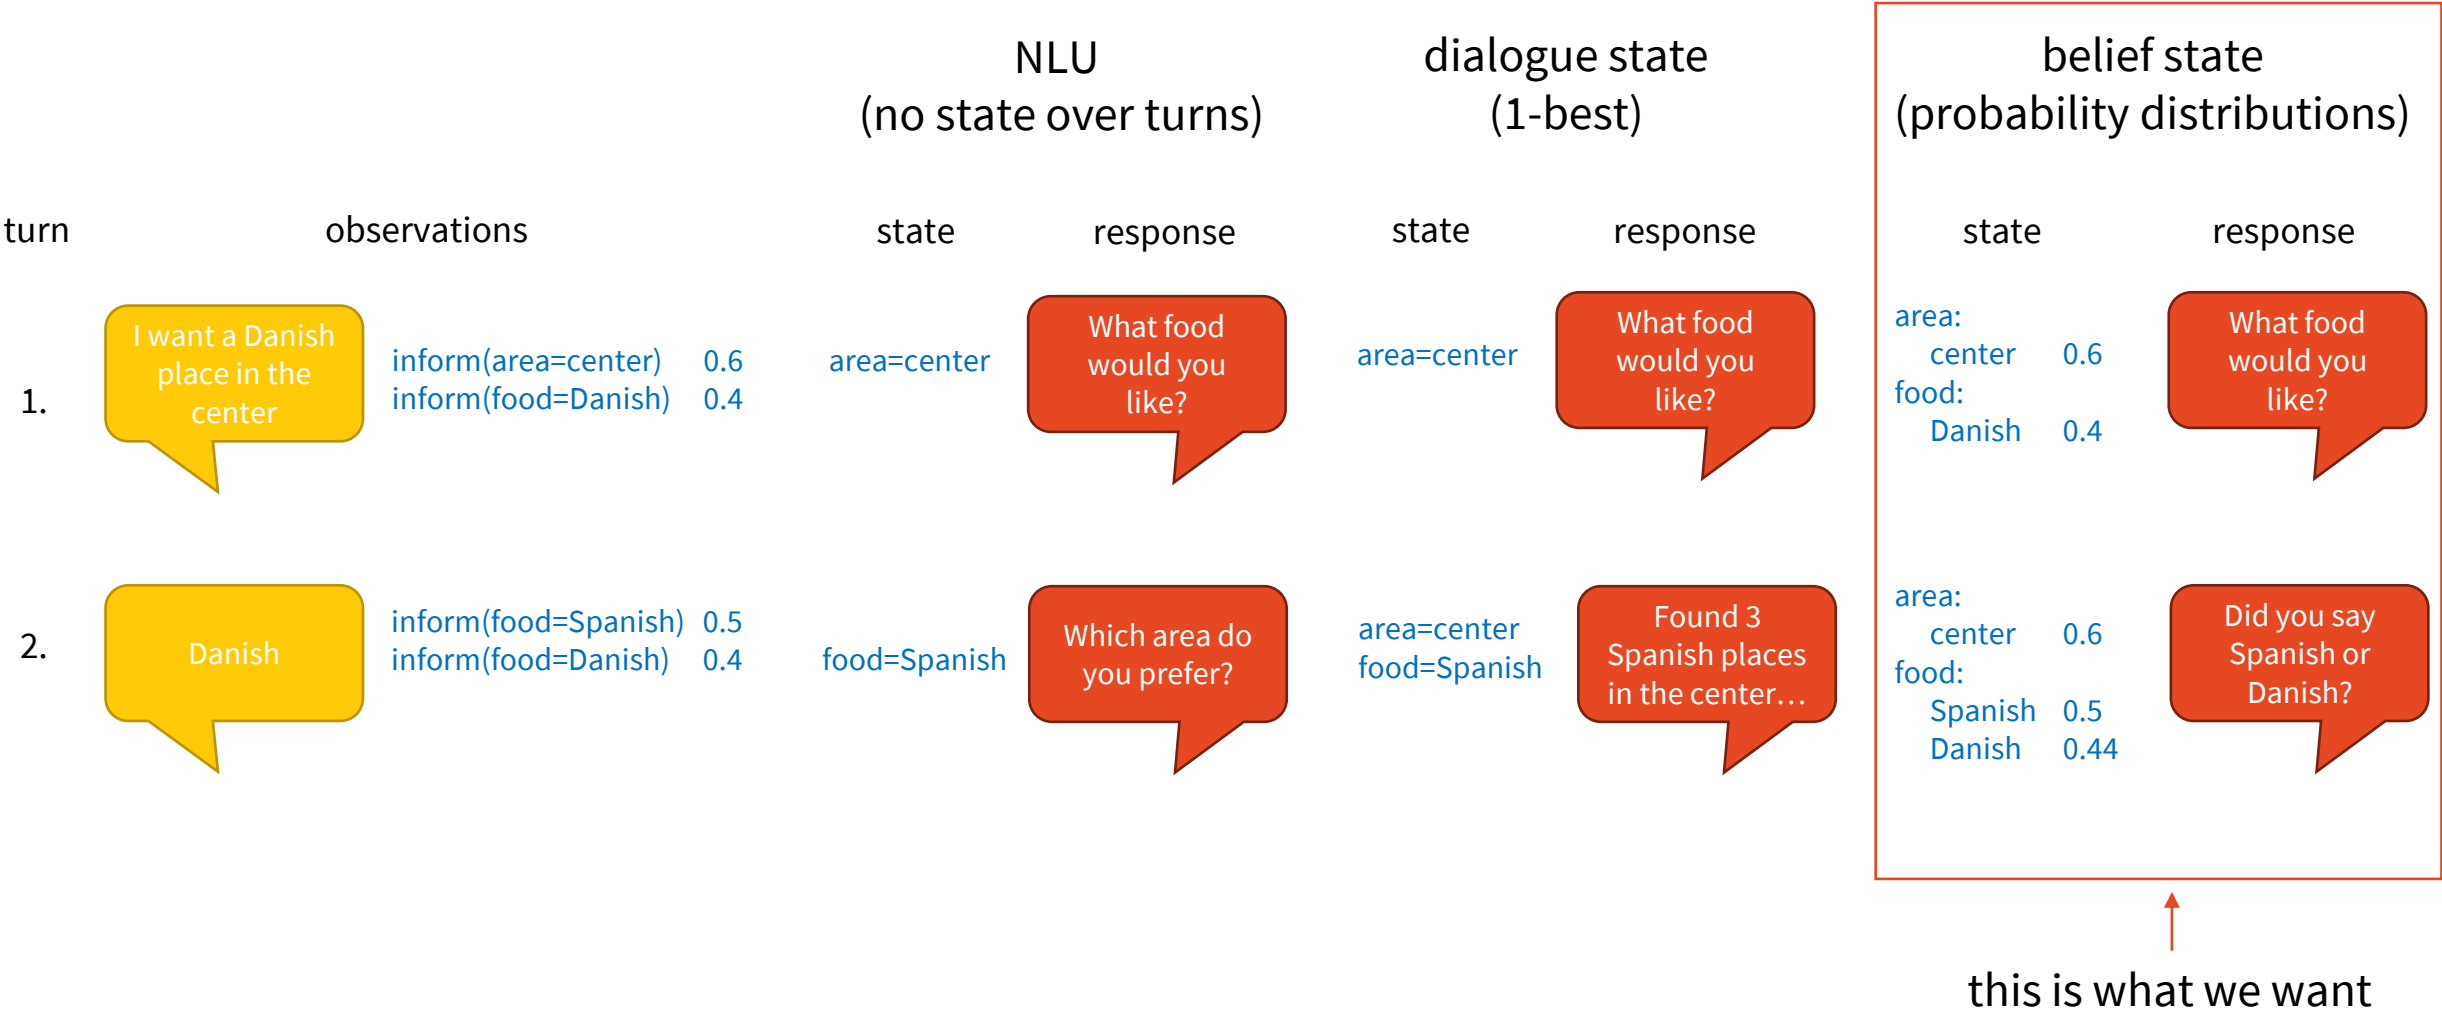 NLU
(no state over turns)
dialogue state
(1-best)
belief state
(probability distributions)
turn
observations
state
response
state
response
state
response
1.
I want a Danish
place in the
center
inform(area=center) 0.6
inform(food=Danish) 0.4
area=center
What food
would you
like?
area=center
What food
would you
like?
area:
center 0.6
food:
Danish 0.4
What food
would you
like?
2.
Danish
inform(food=Spanish) 0.5
inform(food=Danish) 0.4
food=Spanish
Which area do
you prefer?
area=center
food=Spanish
Found 3
Spanish places
in the center…
area:
center 0.6
food:
Spanish 0.5
Danish 0.44
Did you say
Spanish or
Danish?
this is what we want